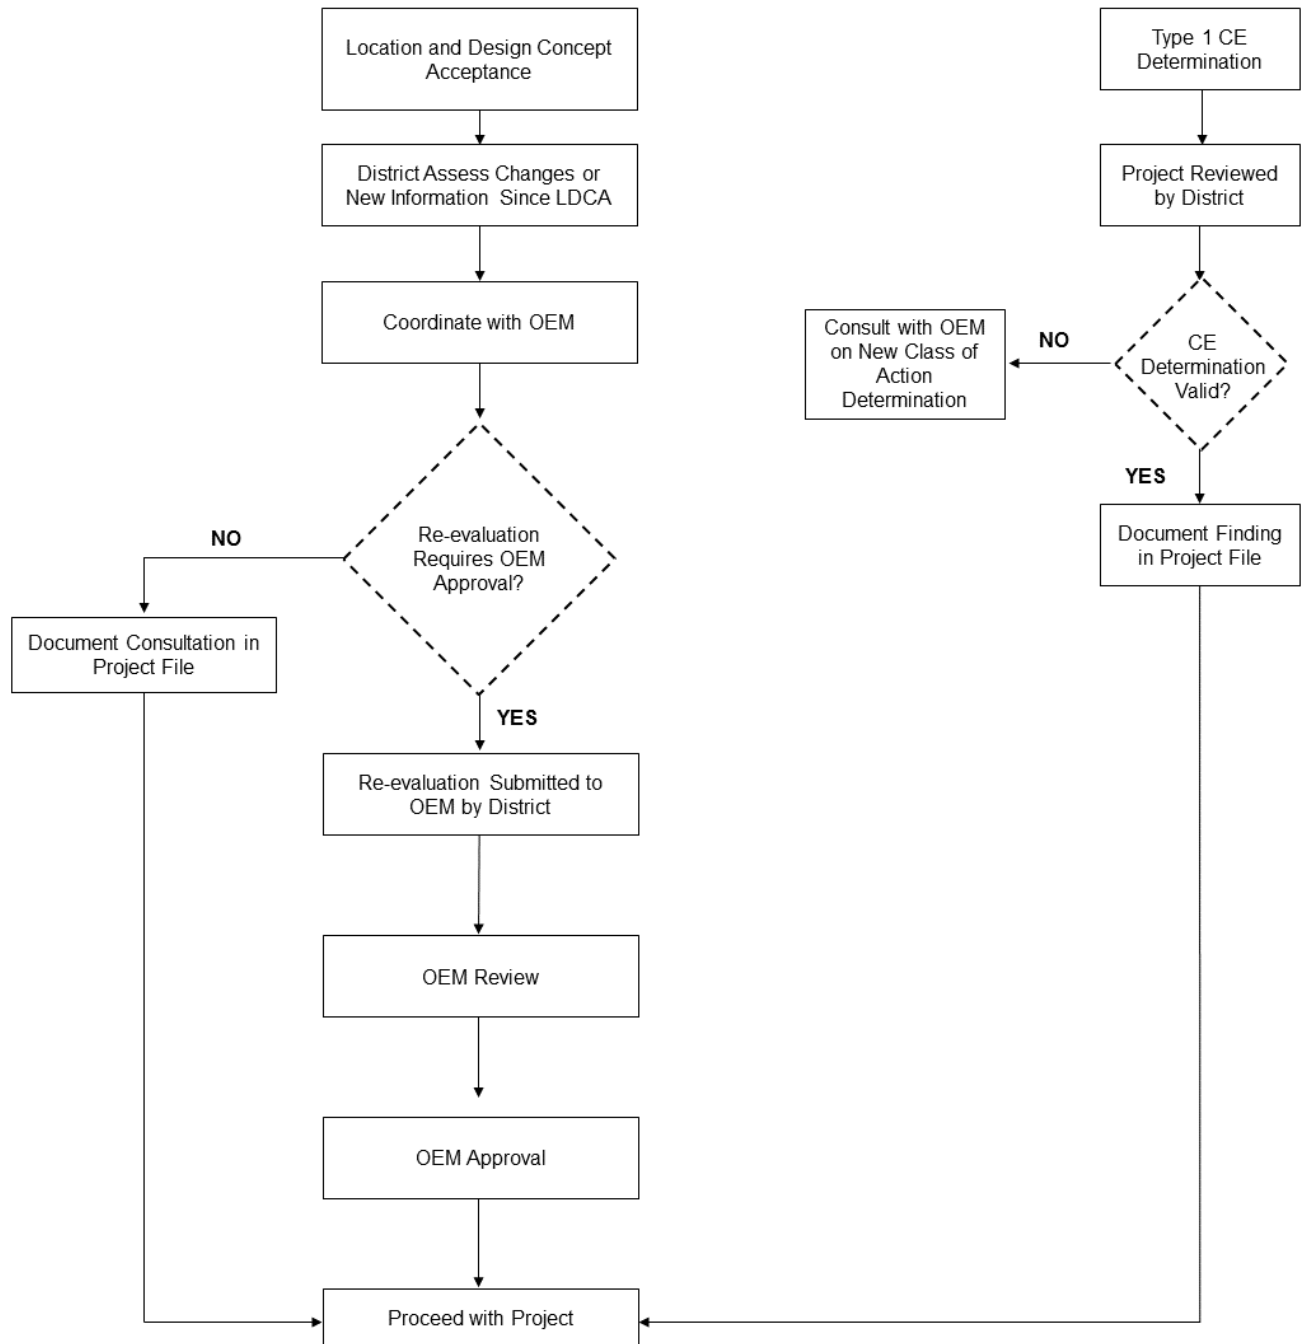 Location and Design Concept
Acceptance
District Assess Changes or
New Information Since LDCA
Coordinate with OEM
Re-evaluation
Requires OEM
Approval?
NO
Document Consultation in
Project File
YES
Re-evaluation Submitted to
OEM by District
OEM Review
OEM Approval
Proceed with Project
Type 1 CE
Determination
Project Reviewed
by District
CE
Determination
Valid?
NO
Consult with OEM
on New Class of
Action
Determination
YES
Document Finding
in Project File